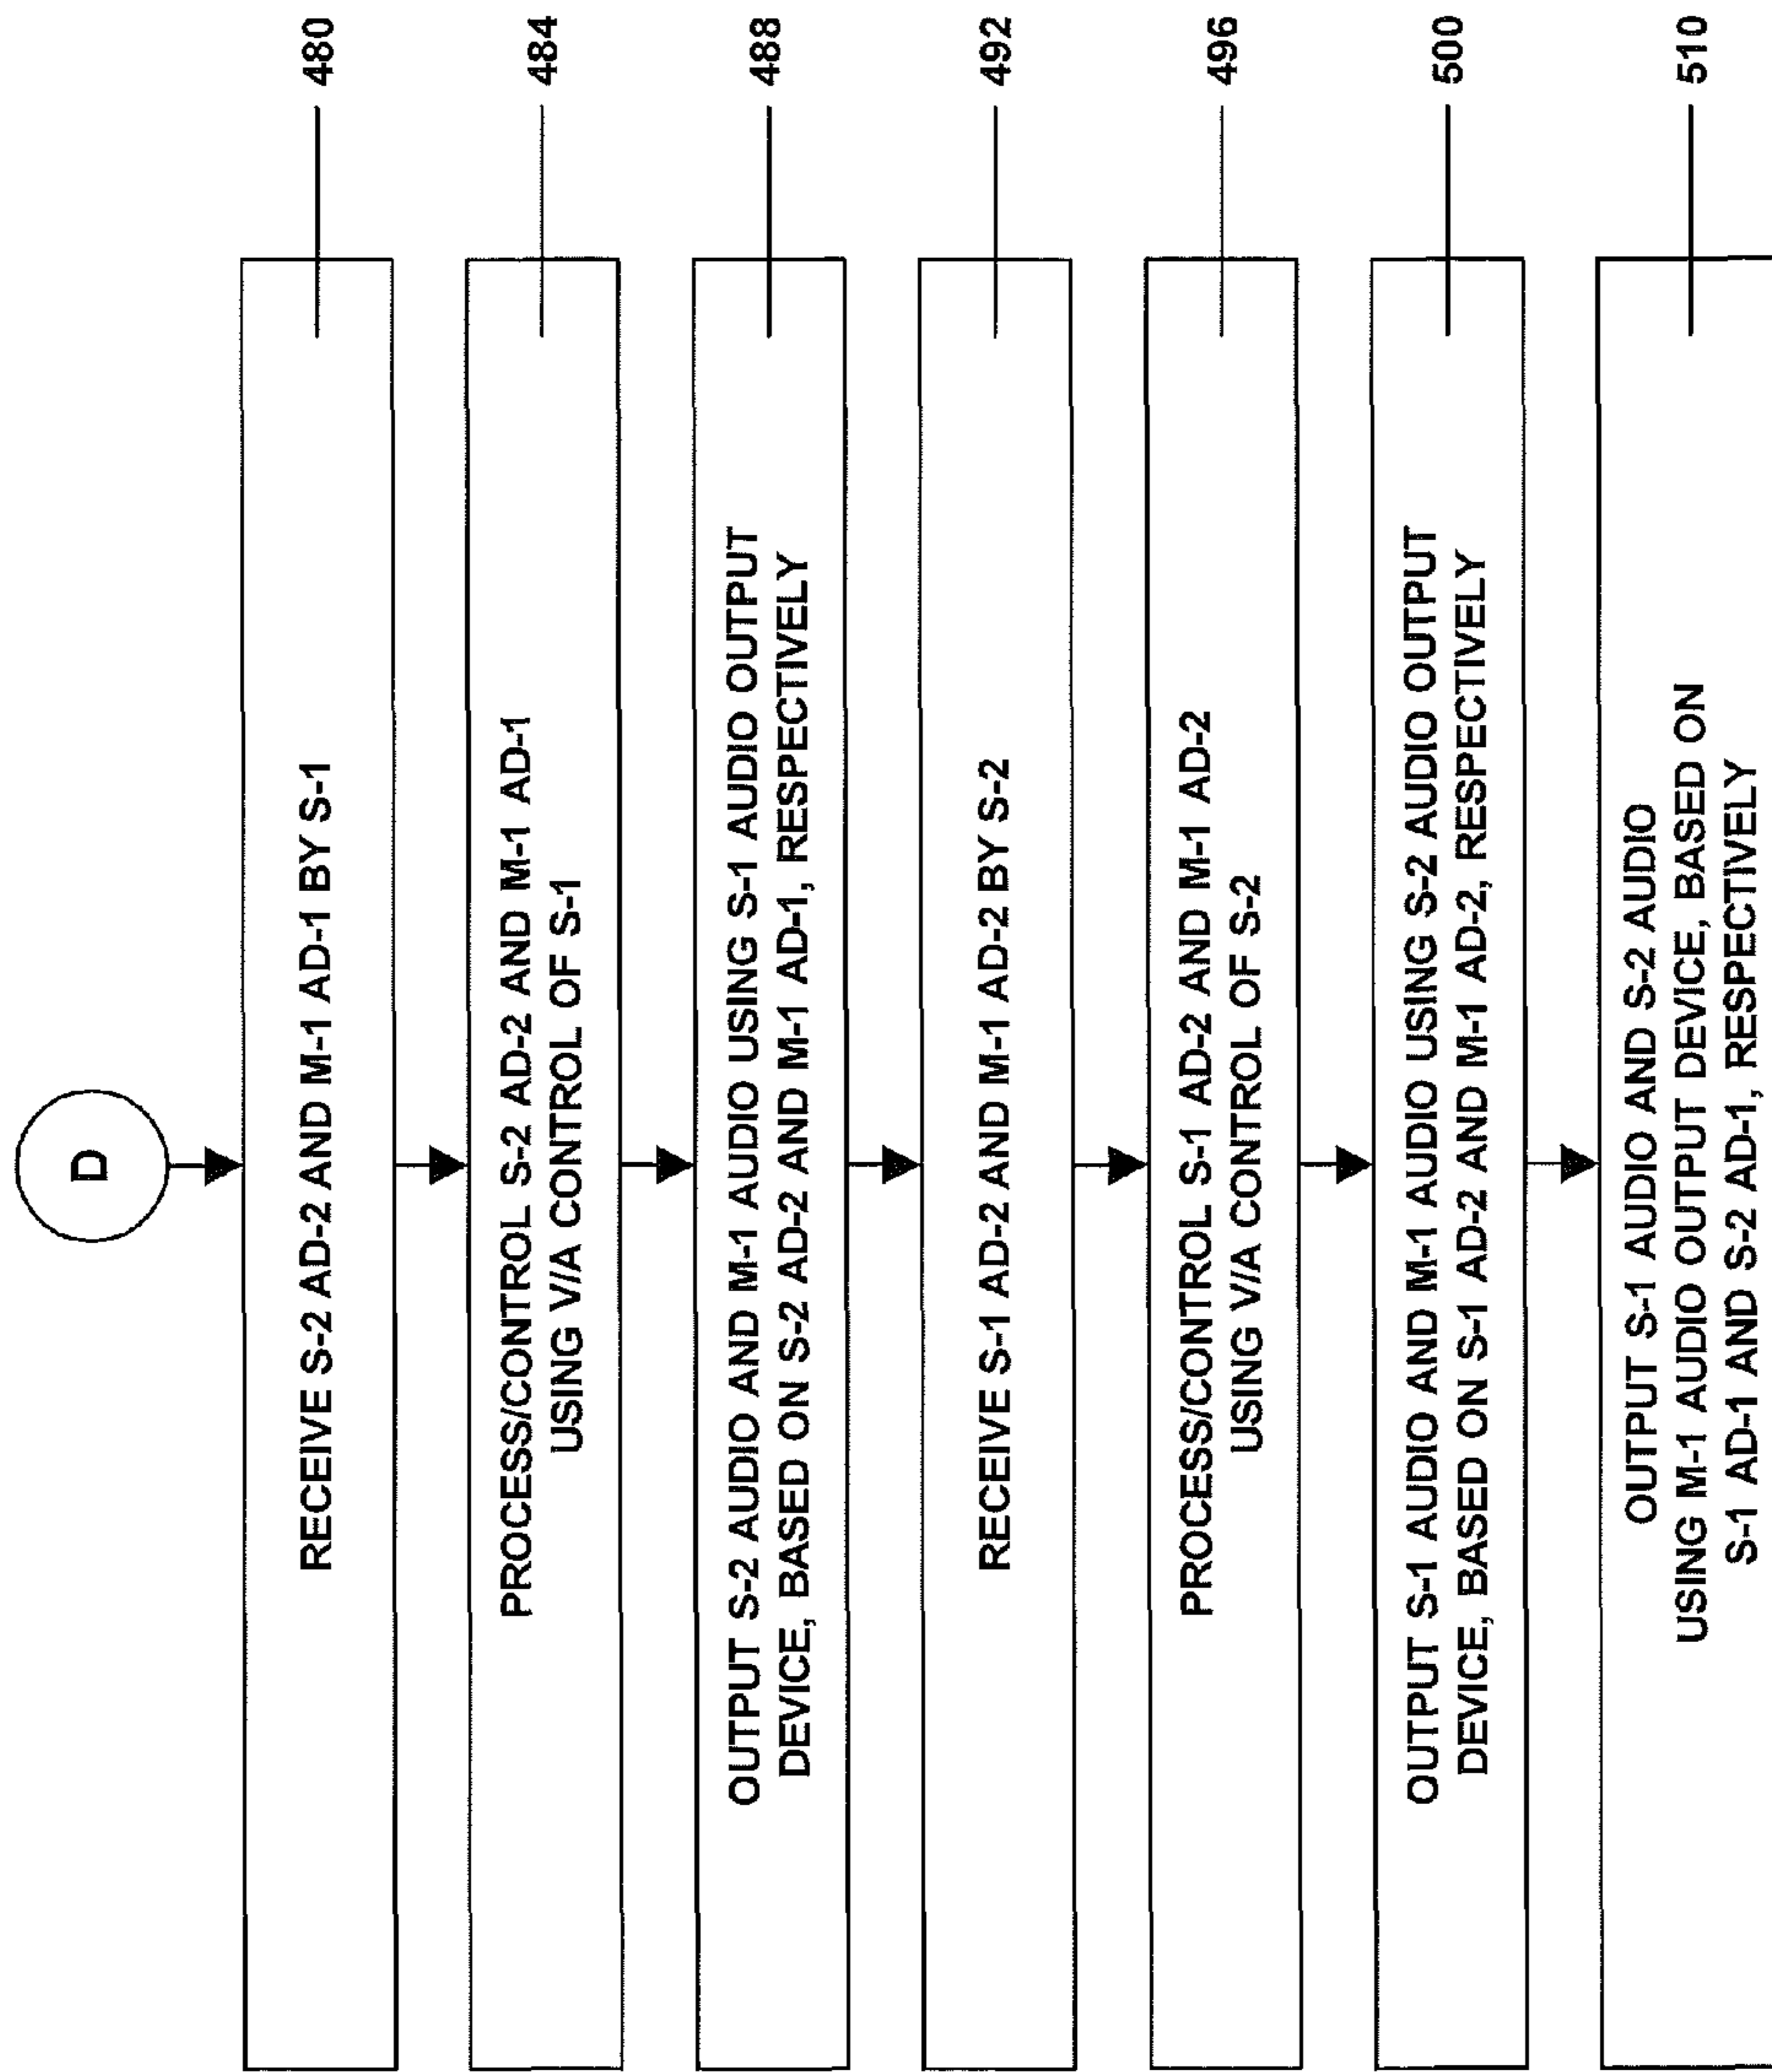 D
RECEIVE S-2 AD-2 AND M-1 AD-1 BY S-1
480
PROCESS/CONTROL S-2 AD-2 AND M-1 AD-1
USING V/A CONTROL OF S-1
484
OUTPUT S-2 AUDIO AND M-1 AUDIO USING S-1 AUDIO OUTPUT
DEVICE, BASED ON S-2 AD-2 AND M-1 AD-1, RESPECTIVELY
488
RECEIVE S-1 AD-2 AND M-1 AD-2 BY S-2
492
PROCESS/CONTROL S-1 AD-2 AND M-1 AD-2
USING V/A CONTROL OF S-2
496
OUTPUT S-1 AUDIO AND M-1 AUDIO USING S-2 AUDIO OUTPUT
DEVICE, BASED ON S-1 AD-2 AND M-1 AD-2, RESPECTIVELY
500
OUTPUT S-1 AUDIO AND S-2 AUDIO
USING M-1 AUDIO OUTPUT DEVICE, BASED ON
S-1 AD-1 AND S-2 AD-1, RESPECTIVELY
510